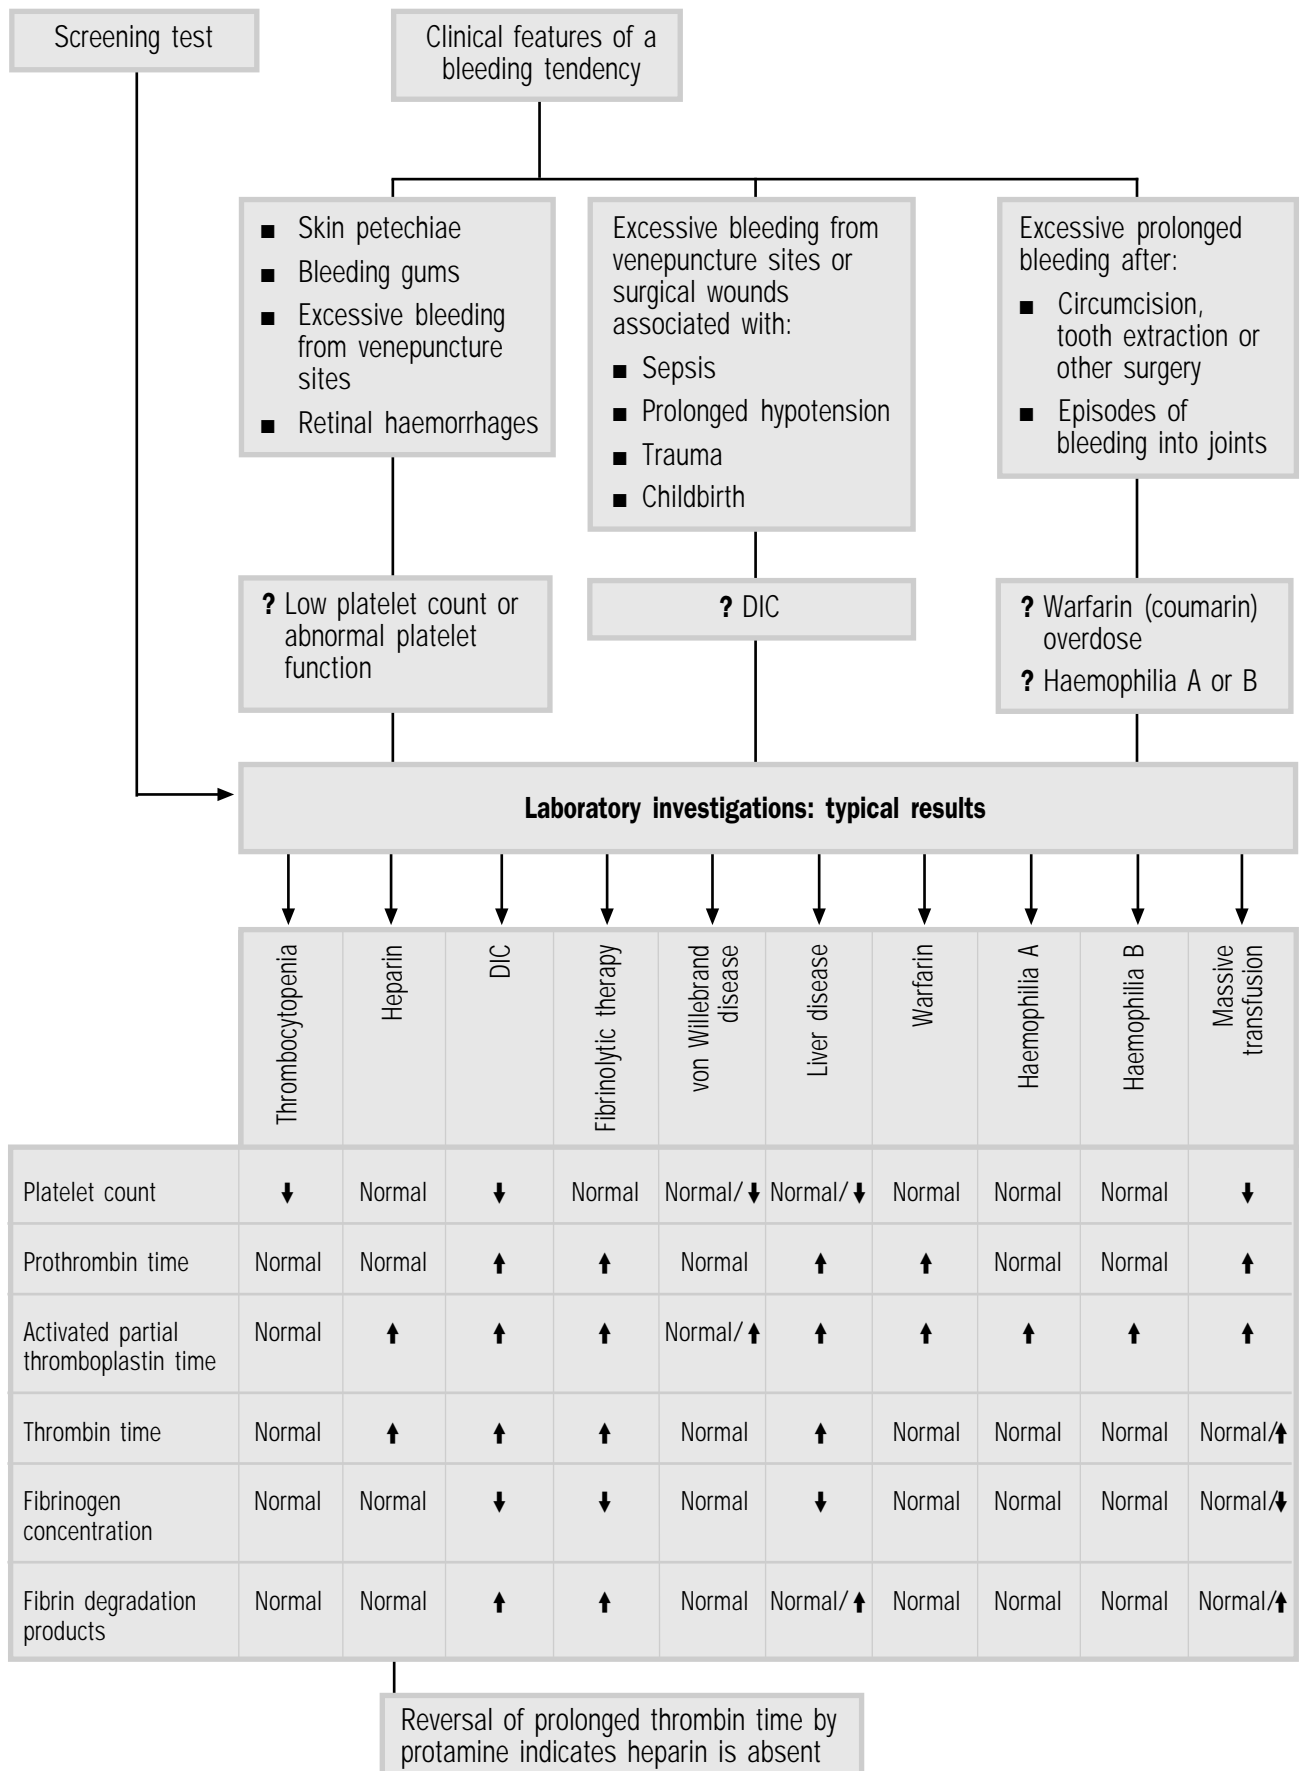 Screening test
Clinical features of a
bleeding tendency
■ Skin petechiae
■ Bleeding gums
■ Excessive bleeding
from venepuncture
sites
■ Retinal haemorrhages
Excessive bleeding from
venepuncture sites or
surgical wounds
associated with:
■ Sepsis
■ Prolonged hypotension
■ Trauma
■ Childbirth
Excessive prolonged
bleeding after:
■ Circumcision,
tooth extraction or
other surgery
■ Episodes of
bleeding into joints
? Low platelet count or
abnormal platelet
function
? DIC
? Warfarin (coumarin)
overdose
? Haemophilia A or B
Laboratory investigations: typical results
Thrombocytopenia
Heparin
DIC
Fibrinolytic therapy
von Willebrand
disease
Liver disease
Warfarin
Haemophilia A
Haemophilia B
Massive
transfusion
Platelet count ↓ Normal ↓ Normal Normal/↓ Normal/↓ Normal Normal Normal ↓
Prothrombin time Normal Normal ↑ ↑ Normal ↑ ↑ Normal Normal ↑
Activated partial
thromboplastin time Normal ↑ ↑ ↑ Normal/↑ ↑ ↑ ↑ ↑ ↑
Thrombin time Normal ↑ ↑ ↑ Normal ↑ Normal Normal Normal Normal/↑
Fibrinogen
concentration Normal Normal ↓ ↓ Normal ↓ Normal Normal Normal Normal/↓
Fibrin degradation
products Normal Normal ↑ ↑ Normal Normal/↑ Normal Normal Normal Normal/↑
Reversal of prolonged thrombin time by
protamine indicates heparin is absent